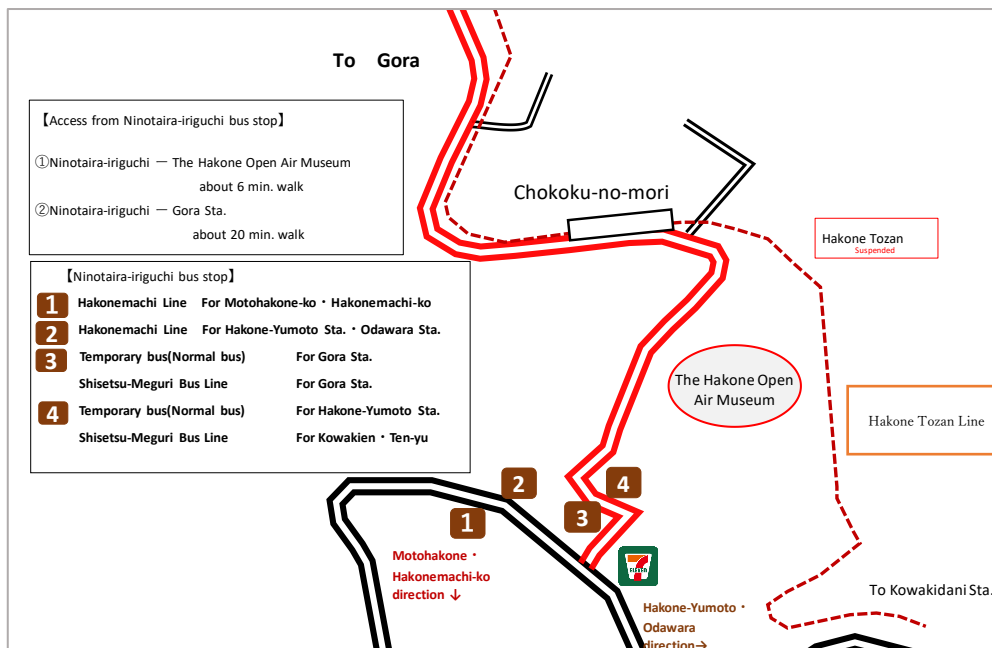 To Gora
【Access from Ninotaira-iriguchi bus stop】
①Ninotaira-iriguchi － The Hakone Open Air Museum
about 6 min. walk
②Ninotaira-iriguchi － Gora Sta.
about 20 min. walk
Chokoku-no-mori
Hakone Tozan
Suspended
【Ninotaira-iriguchi bus stop】
1 Hakonemachi Line For Motohakone-ko・Hakonemachi-ko
2 Hakonemachi Line For Hakone-Yumoto Sta.・Odawara Sta.
3 Temporary bus(Normal bus) For Gora Sta.
Shisetsu-Meguri Bus Line For Gora Sta.
4 Temporary bus(Normal bus) For Hakone-Yumoto Sta.
Shisetsu-Meguri Bus Line For Kowakien・Ten-yu
The Hakone Open
Air Museum
Hakone Tozan Line
2
4
1
3
7
ELEVEN
Motohakone・
Hakonemachi-ko
direction ↓
To Kowakidani Sta.
Hakone-Yumoto・
Odawara
direction→